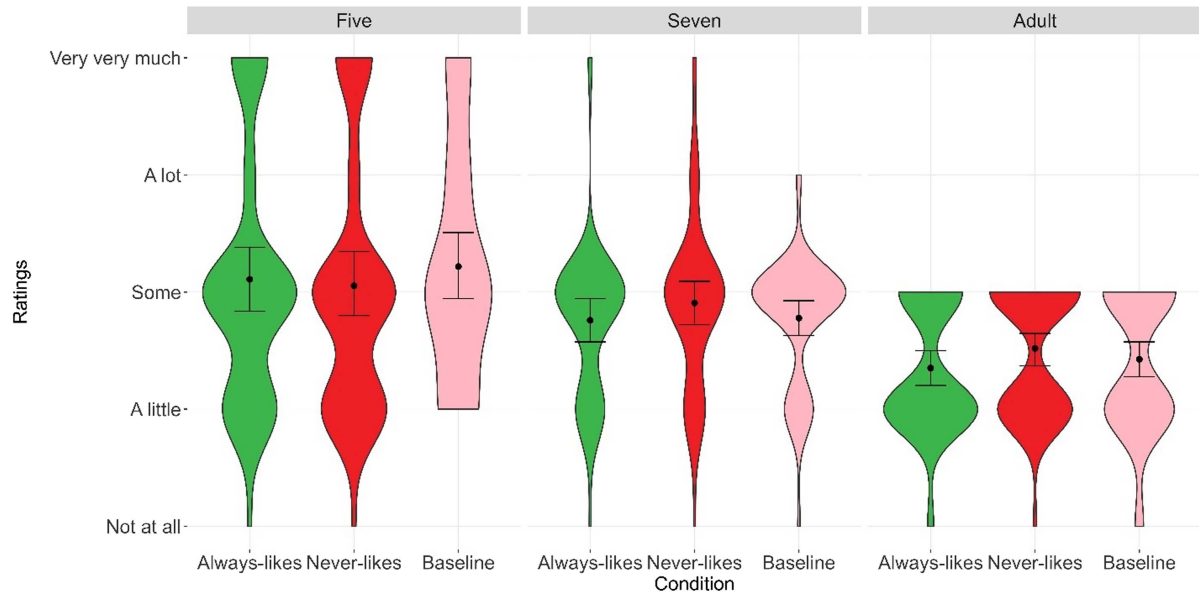 Five Seven Adult
Very very much
A lot
Some
A little
Not at all
Ratings
Always-likes Never-likes Baseline Always-likes Never-likes Baseline Always-likes Never-likes Baseline
Condition